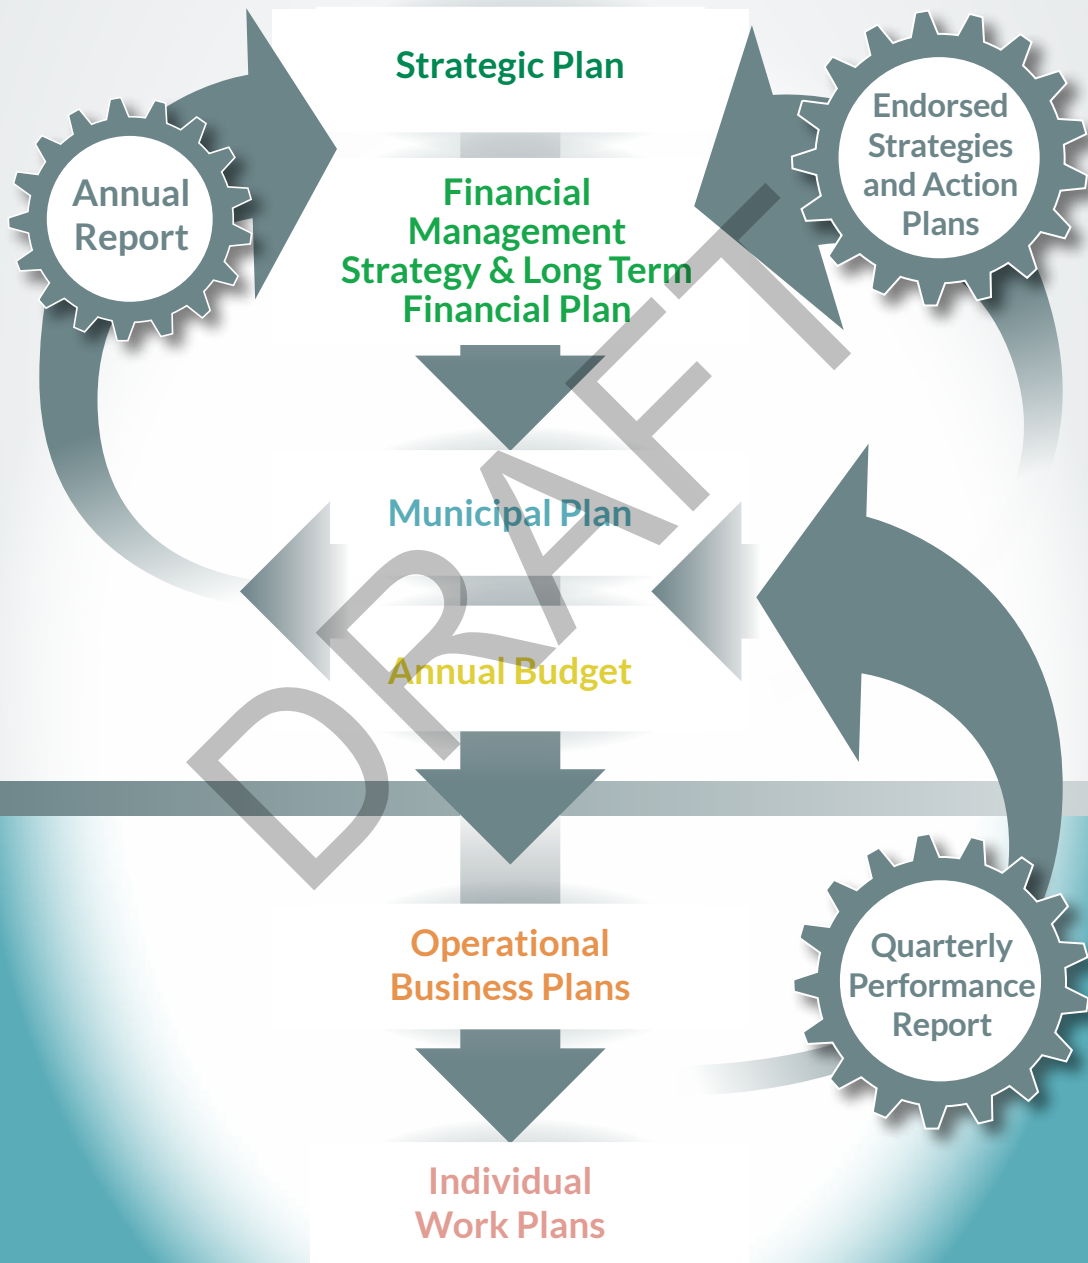 Strategic Plan
Endorsed
Strategies
and Action
Plans
Annual
Report
Financial
Management
Strategy & Long Term
Financial Plan
Municipal Plan
Annual Budget
DRAFT
Operational
Business Plans
Quarterly
Performance
Report
Individual
Work Plans